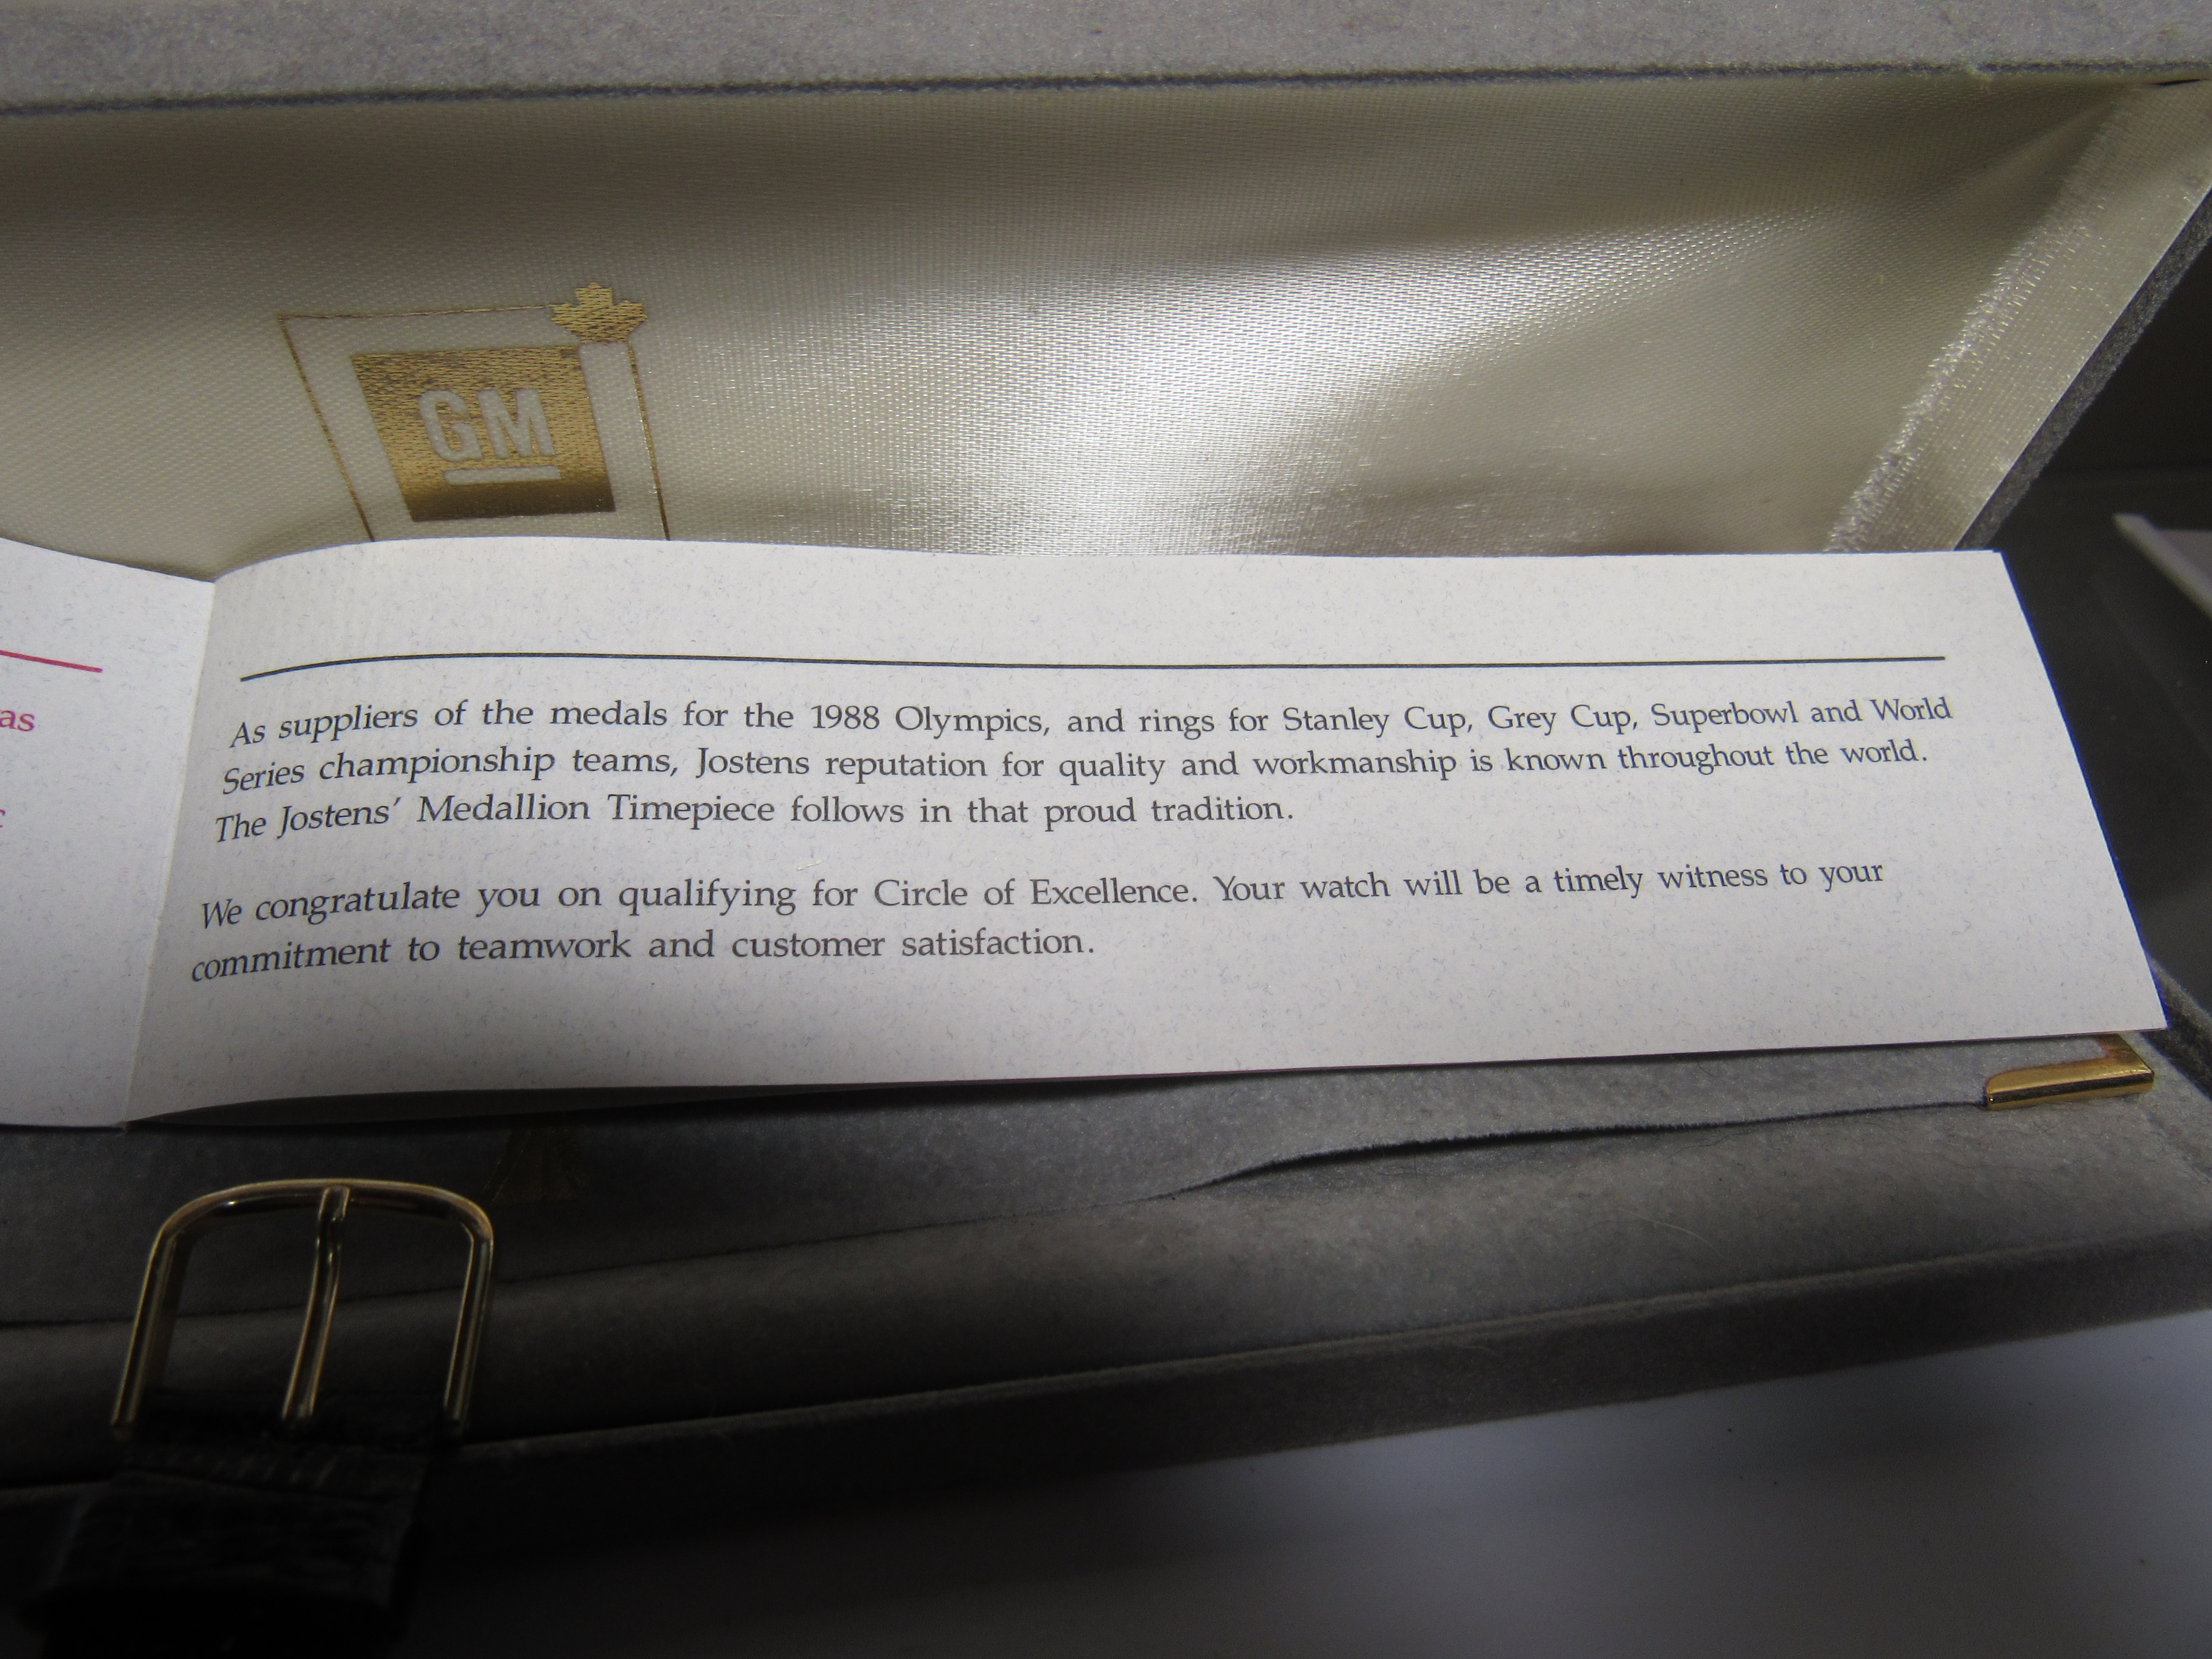 GM
as
As suppliers of the medals for the 1988 Olympics, and rings for Stanley Cup, Grey Cup, Superbowl and World
Series championship teams, Jostens reputation for quality and workmanship is known throughout the world.
The Jostens' Medallion Timepiece follows in that proud tradition.
We congratulate you on qualifying for Circle of Excellence. Your watch will be a timely witness to your
commitment to teamwork and customer satisfaction.